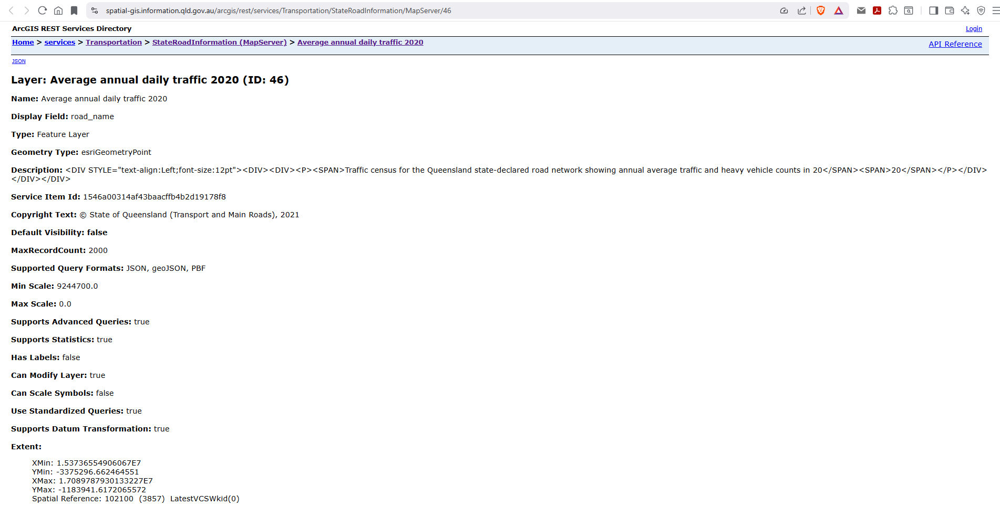 spatial-gis.information.qld.gov.au/arcgis/rest/services/Transportation/StateRoadInformation/MapServer/46
ArcGIS REST Services Directory
Login
Home > services > Transportation > StateRoadInformation (MapServer) > Average annual daily traffic 2020
API Reference
JSON
Layer: Average annual daily traffic 2020 (ID: 46)
Name: Average annual daily traffic 2020
Display Field: road_name
Type: Feature Layer
Geometry Type: esriGeometryPoint
Description: <DIV STYLE="text-align:Left;font-size:12pt"><DIV><DIV><P><SPAN>Traffic census for the Queensland state-declared road network showing annual average traffic and heavy vehicle counts in 20</SPAN><SPAN>20</SPAN></P></DIV>
</DIV></DIV>
Service Item Id: 1546a00314af43baacffb4b2d19178f8
Copyright Text: © State of Queensland (Transport and Main Roads), 2021
Default Visibility: false
MaxRecordCount: 2000
Supported Query Formats: JSON, geoJSON, PBF
Min Scale: 9244700.0
Max Scale: 0.0
Supports Advanced Queries: true
Supports Statistics: true
Has Labels: false
Can Modify Layer: true
Can Scale Symbols: false
Use Standardized Queries: true
Supports Datum Transformation: true
Extent:
XMin: 1.53736554906067E7
YMin: -3375296.662464551
XMax: 1.7089787930133227E7
YMax: -1183941.6172065572
Spatial Reference: 102100 (3857) LatestVCSWkid(0)